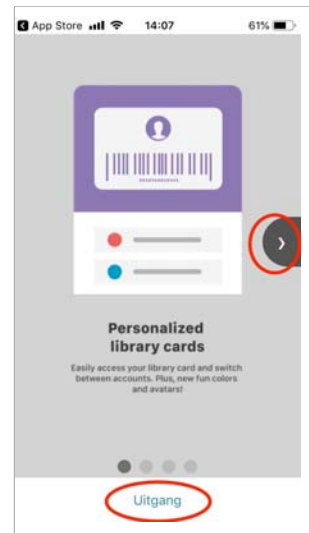 App Store 14:07 61%
Personalized
library cards
Easily access your library card and switch
between accounts. Plus, new fun colors
and avatars!
Uitgang